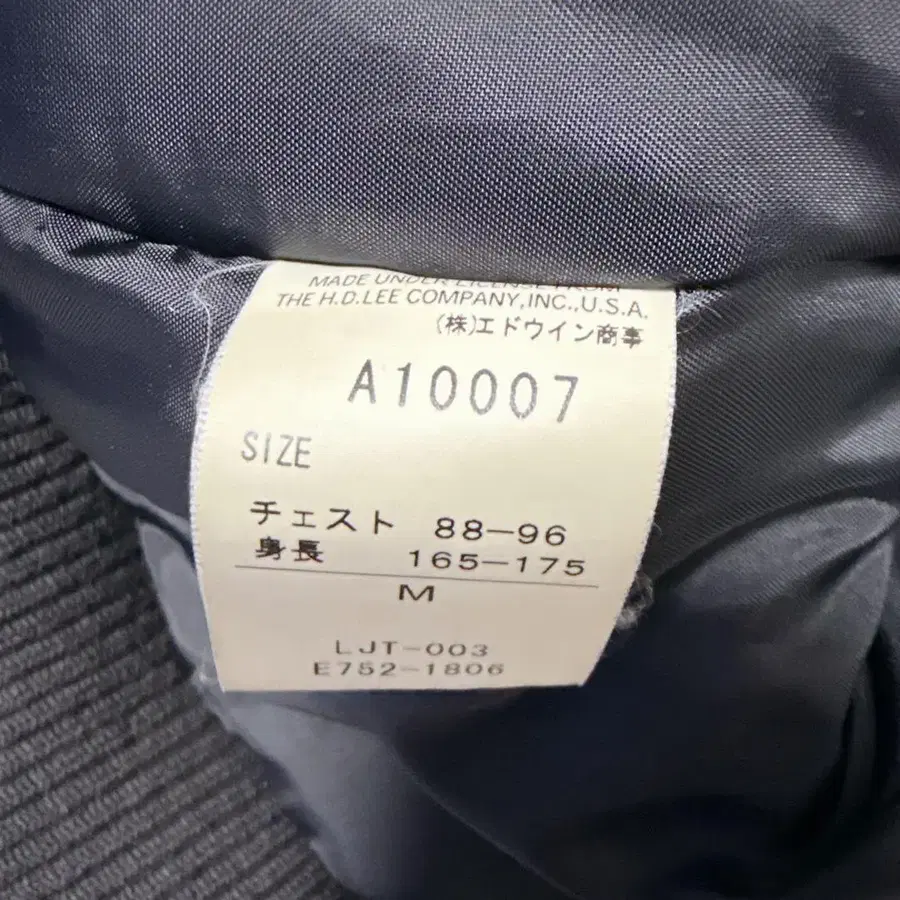 MADE UNDER LICENSE FROM
THE H.D.LEE COMPANY,INC.,U.S.A.
(株)エドウイン商事
A10007
SIZE
チェスト 88-96
身長 165-175
M
LJT-003
E752-1806